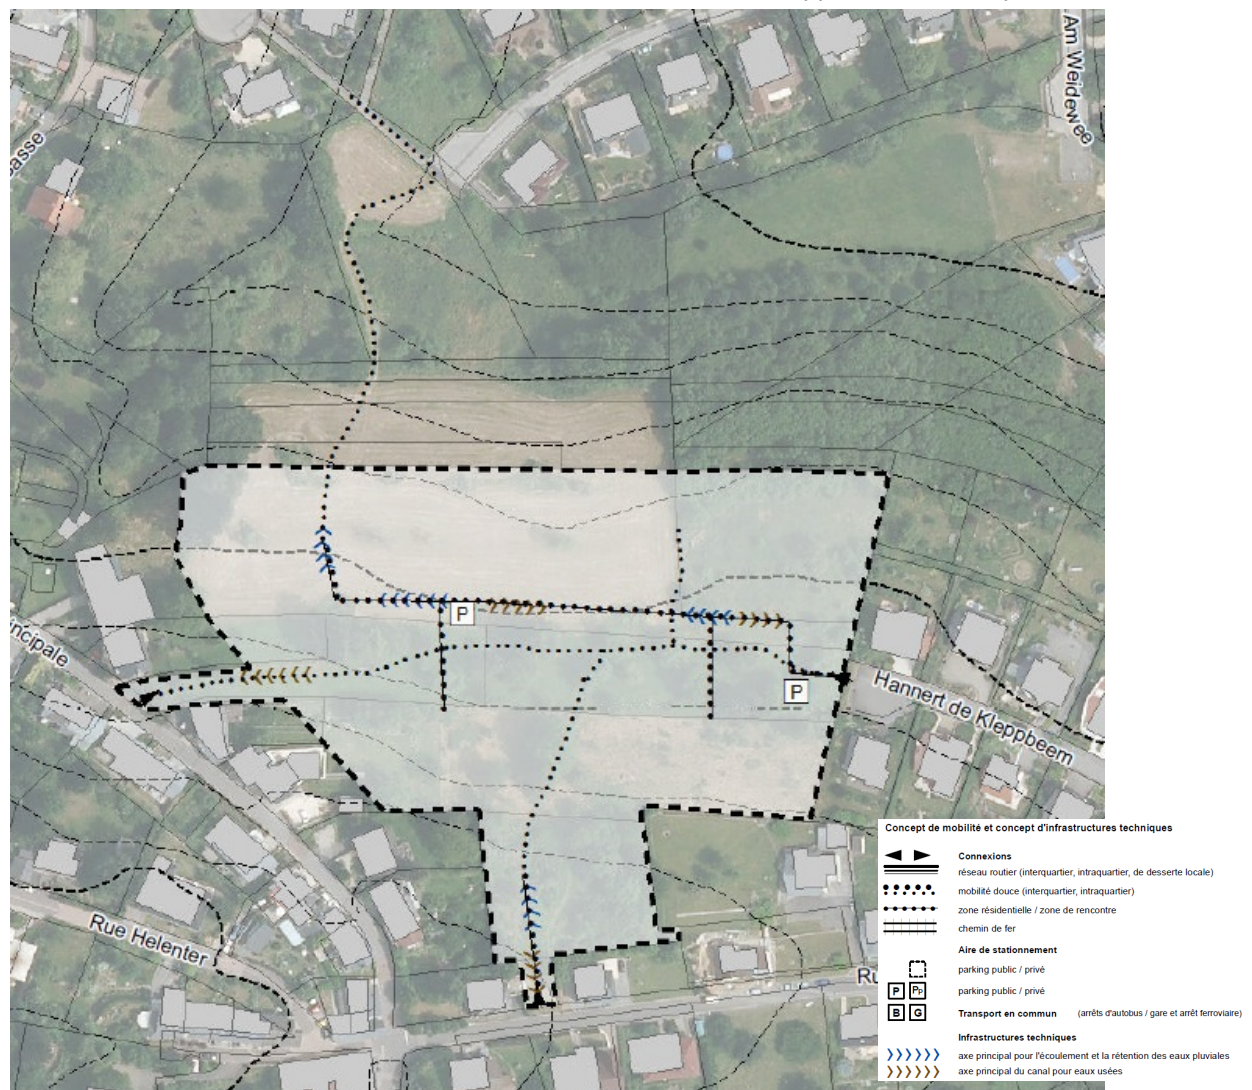 Am Weidewee
Hannert de Kleppbeem
Rue Helenter
P
P
Concept de mobilité et concept d'infrastructures techniques
Connexions
réseau routier (interquartier, intraquartier, de desserte locale)
mobilité douce (interquartier, intraquartier)
zone résidentielle / zone de rencontre
chemin de fer
Aire de stationnement
parking public / privé
P PP parking public / privé
B G Transport en commun (arrêts d'autobus / gare et arrêt ferroviaire)
Infrastructures techniques
axe principal pour l'écoulement et la rétention des eaux pluviales
axe principal du canal pour eaux usées